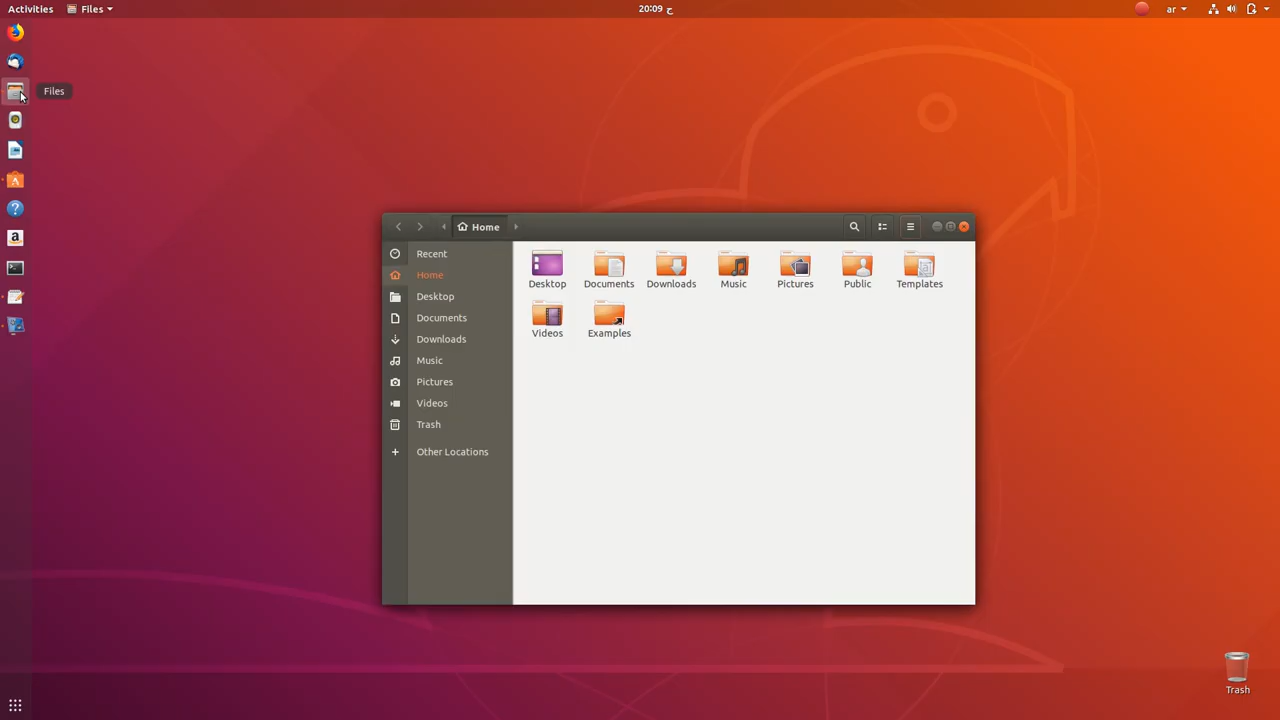 Activities
Files
20:09 ح
ar
Files
Home
Recent
Home
Desktop
Documents
Downloads
Music
Pictures
Videos
Trash
Other Locations
Desktop
Documents
Downloads
Music
Pictures
Public
Templates
Videos
Examples
Trash